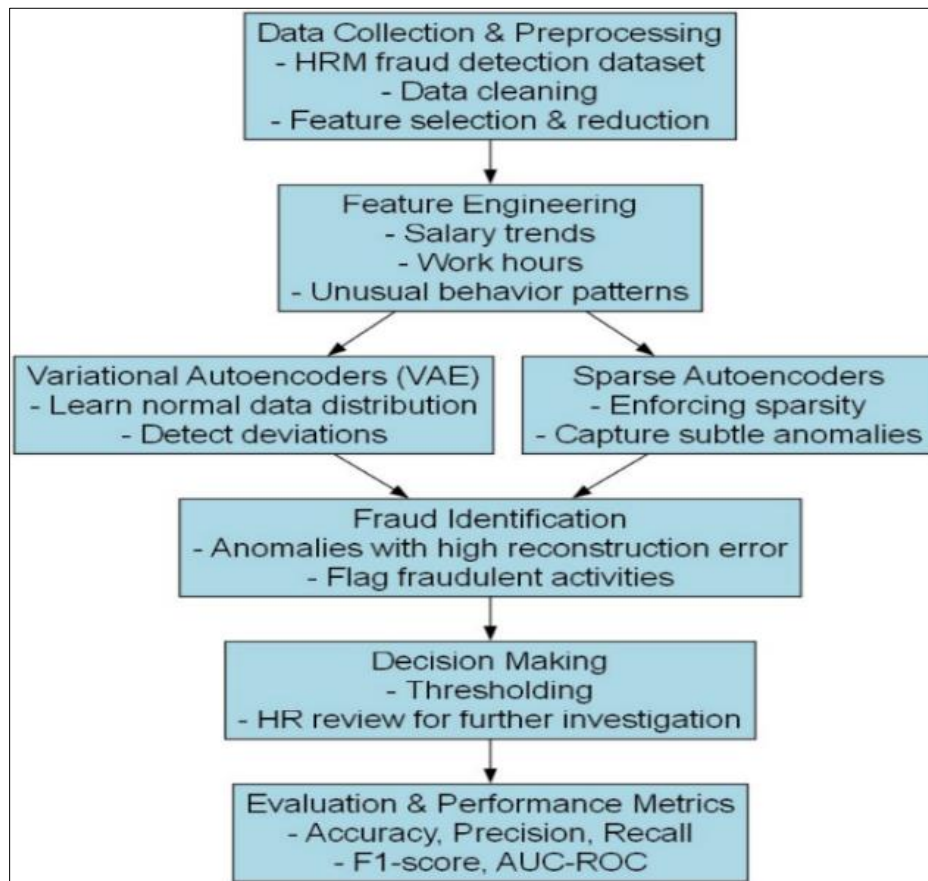 Data Collection & Preprocessing
- HRM fraud detection dataset
- Data cleaning
- Feature selection & reduction
Feature Engineering
- Salary trends
- Work hours
- Unusual behavior patterns
Variational Autoencoders (VAE)
- Learn normal data distribution
- Detect deviations
Sparse Autoencoders
- Enforcing sparsity
- Capture subtle anomalies
Fraud Identification
- Anomalies with high reconstruction error
- Flag fraudulent activities
Decision Making
- Thresholding
- HR review for further investigation
Evaluation & Performance Metrics
- Accuracy, Precision, Recall
- F1-score, AUC-ROC